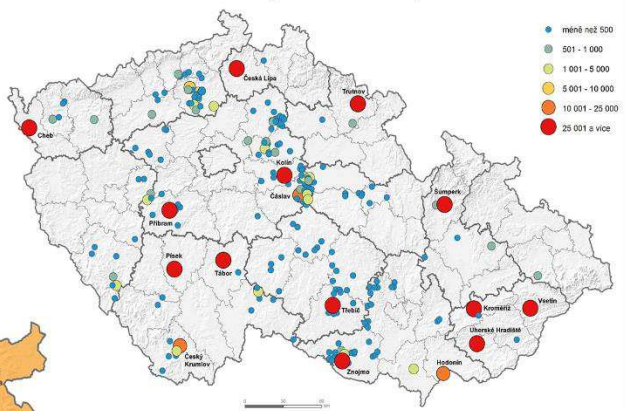 méně než 500
501 - 1 000
1 001 - 5 000
5 001 - 10 000
10 001 - 25 000
25 001 a více
Česká Lípa
Trutnov
Cheb
Kolín
Čáslav
Šumperk
Příbram
Písek
Tábor
Třebíč
Kroměříž
Vsetín
Uherské Hradiště
Český
Krumlov
Znojmo
Hodonín